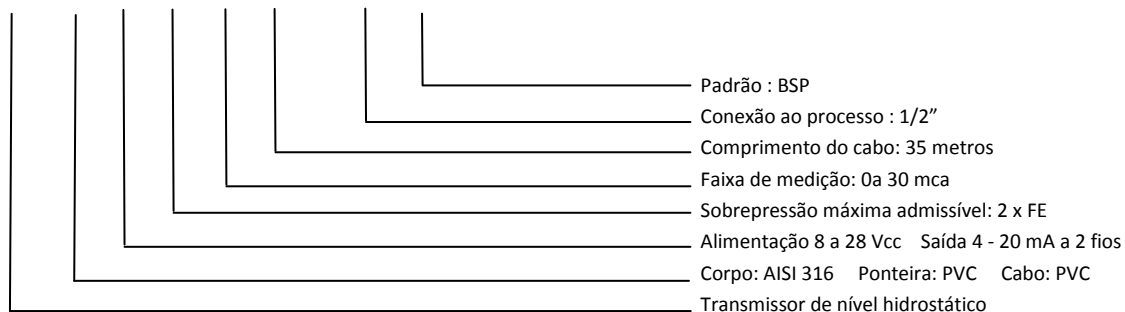 Padrão : BSP
Conexão ao processo : 1/2”
Comprimento do cabo: 35 metros
Faixa de medição: 0a 30 mca
Sobrepressão máxima admissível: 2 x FE
Alimentação 8 a 28 Vcc Saída 4 - 20 mA a 2 fios
Corpo: AISI 316 Ponteira: PVC Cabo: PVC
Transmissor de nível hidrostático